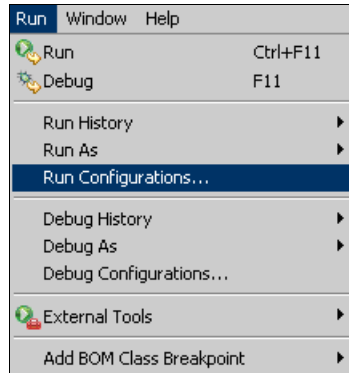 Run Window Help
Run Ctrl+F11
Debug F11
Run History
Run As
Run Configurations...
Debug History
Debug As
Debug Configurations...
External Tools
Add BOM Class Breakpoint